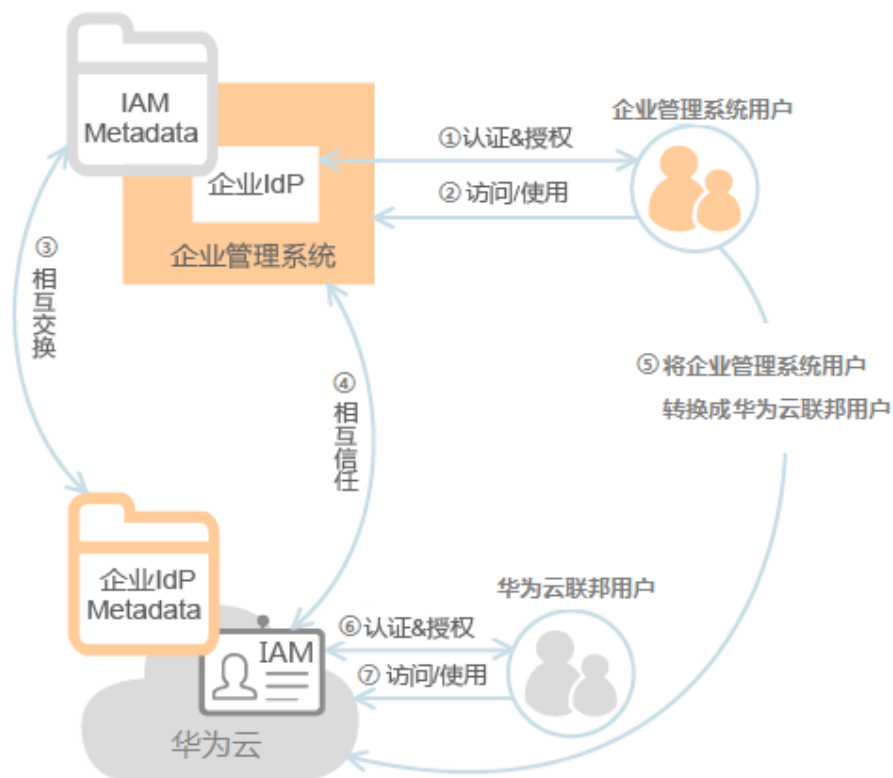 IAM
Metadata
企业IdP
企业管理系统
①认证&授权
②访问/使用
企业管理系统用户
③
相互交换
④
相互信任
⑤将企业管理系统用户
转换成华为云联邦用户
企业IdP
Metadata
IAM
华为云
⑥认证&授权
⑦访问/使用
华为云联邦用户